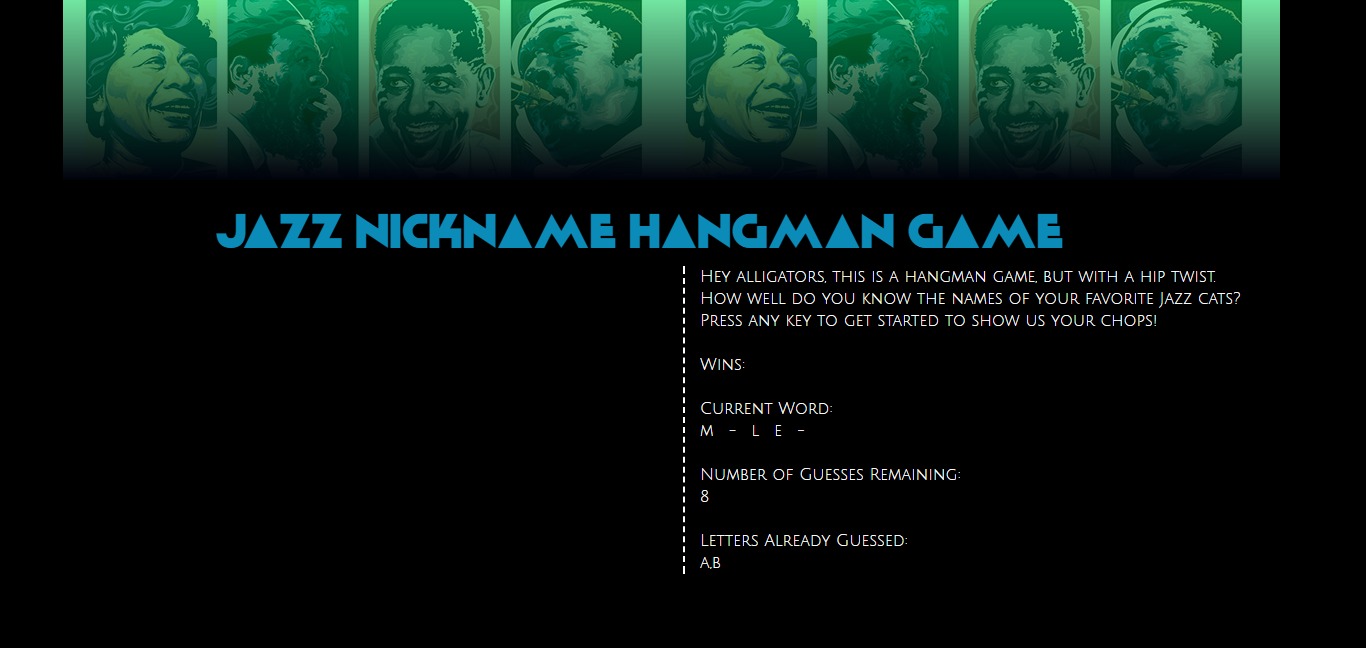 JAZZ NICKNAME HANGMAN GAME
Hey alligators, this is a hangman game, but with a hip twist.
How well do you know the names of your favorite Jazz cats?
Press any key to get started to show us your chops!
Wins:
Current Word:
M - L E -
Number of Guesses Remaining:
8
Letters Already Guessed:
A,B